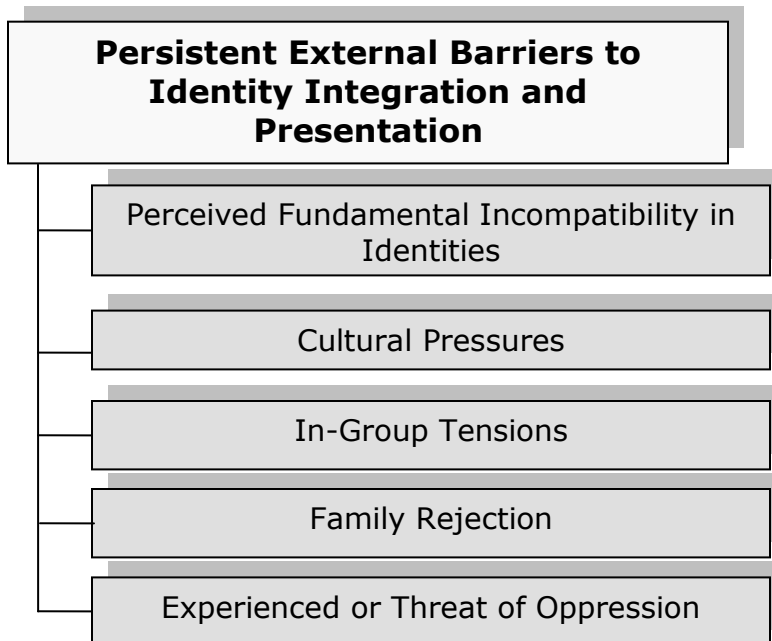 Persistent External Barriers to
Identity Integration and
Presentation
Perceived Fundamental Incompatibility in
Identities
Cultural Pressures
In-Group Tensions
Family Rejection
Experienced or Threat of Oppression